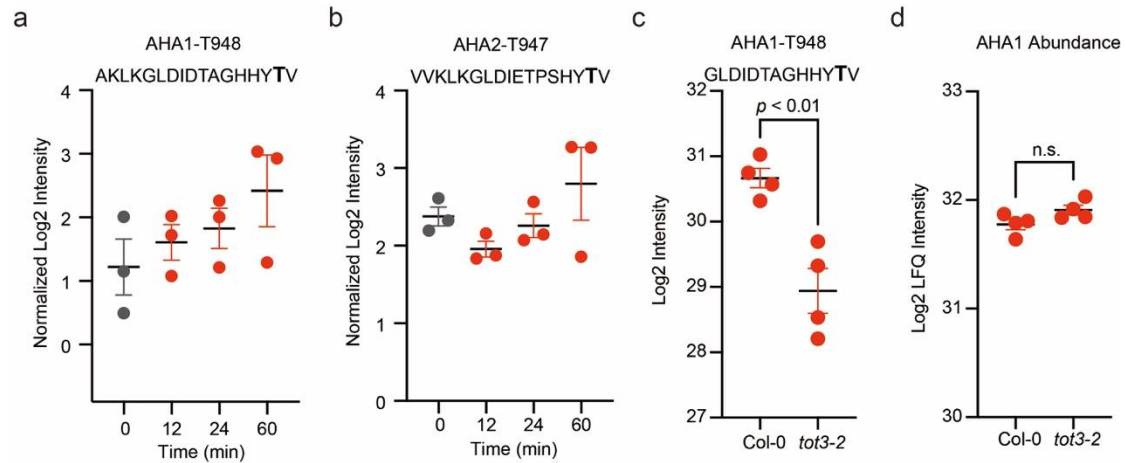 a
AHA1-T948
AKLKGLDIDTAGHHYTV
Normalized Log2 Intensity
4
3
2
1
0
0 12 24 60
Time (min)
b
AHA2-T947
VVKLKGLDIETPSHYTV
Normalized Log2 Intensity
4
3
2
1
0
0 12 24 60
Time (min)
c
AHA1-T948
GLDIDTAGHHYTV
p < 0.01
Log2 Intensity
32
31
30
29
28
27
Col-0 tot3-2
d
AHA1 Abundance
n.s.
Log2 LFQ Intensity
33
32
31
30
Col-0 tot3-2